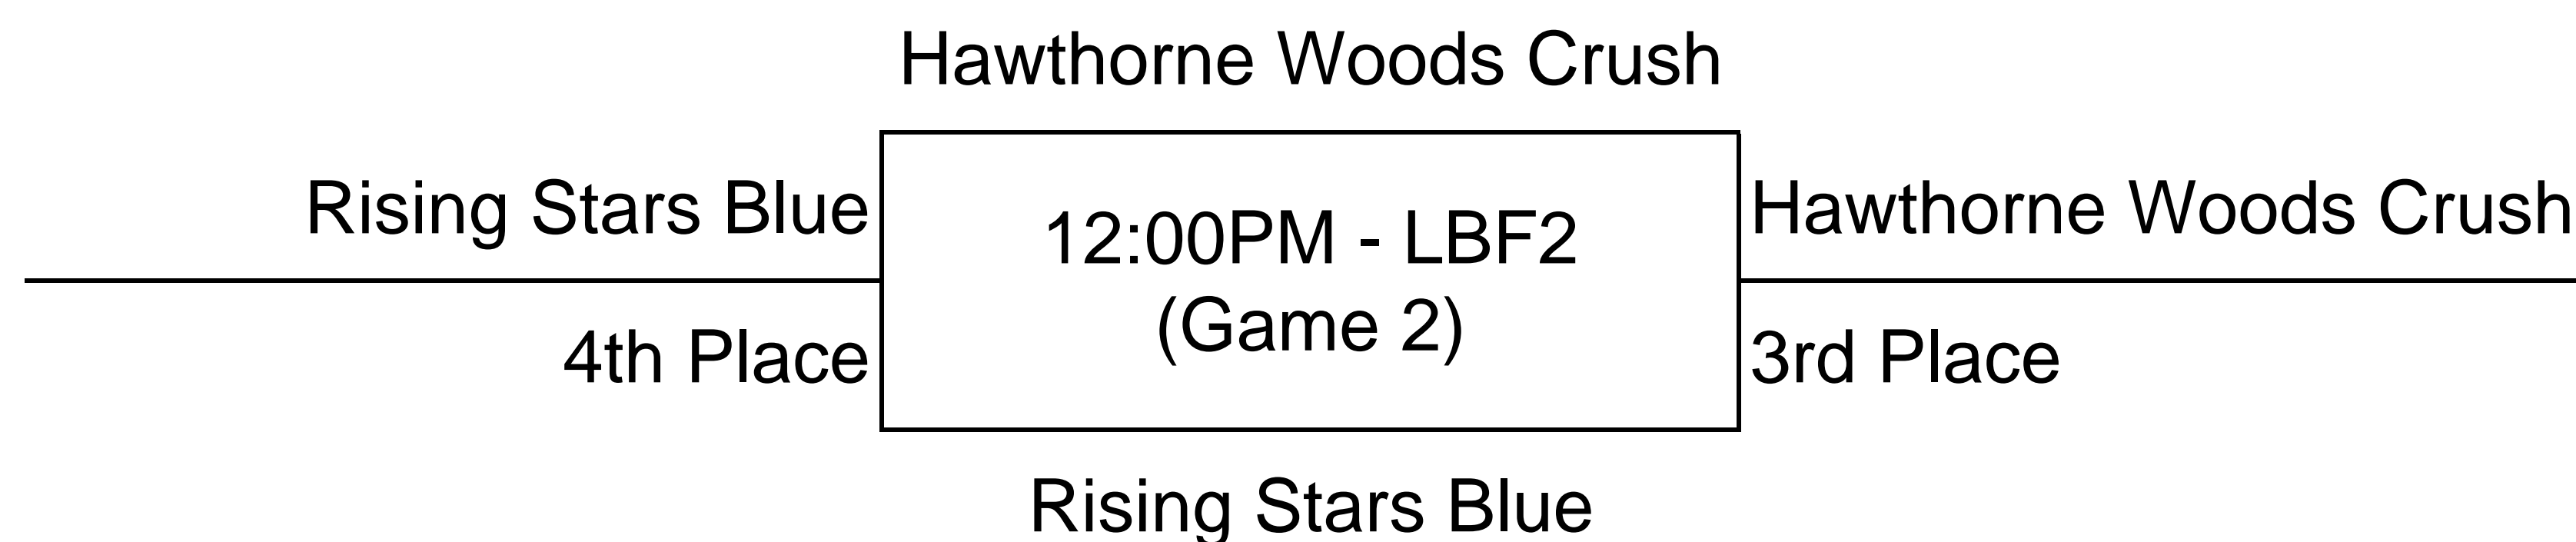 Hawthorne Woods Crush
Rising Stars Blue
12:00PM - LBF2
Hawthorne Woods Crush
(Game 2)
4th Place
3rd Place
Rising Stars Blue